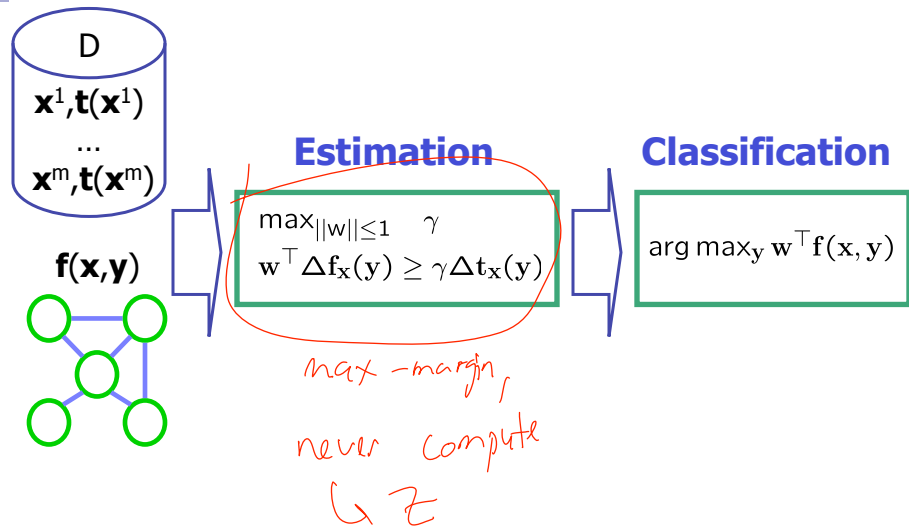 D
x¹,t(x¹)
...
xᵐ,t(xᵐ)
f(x,y)
Estimation
max||w||≤1 γ
w⊤Δfx(y) ≥ γΔtx(y)
Classification
arg maxy w⊤f(x, y)
max-margin,
never compute
↳ Z